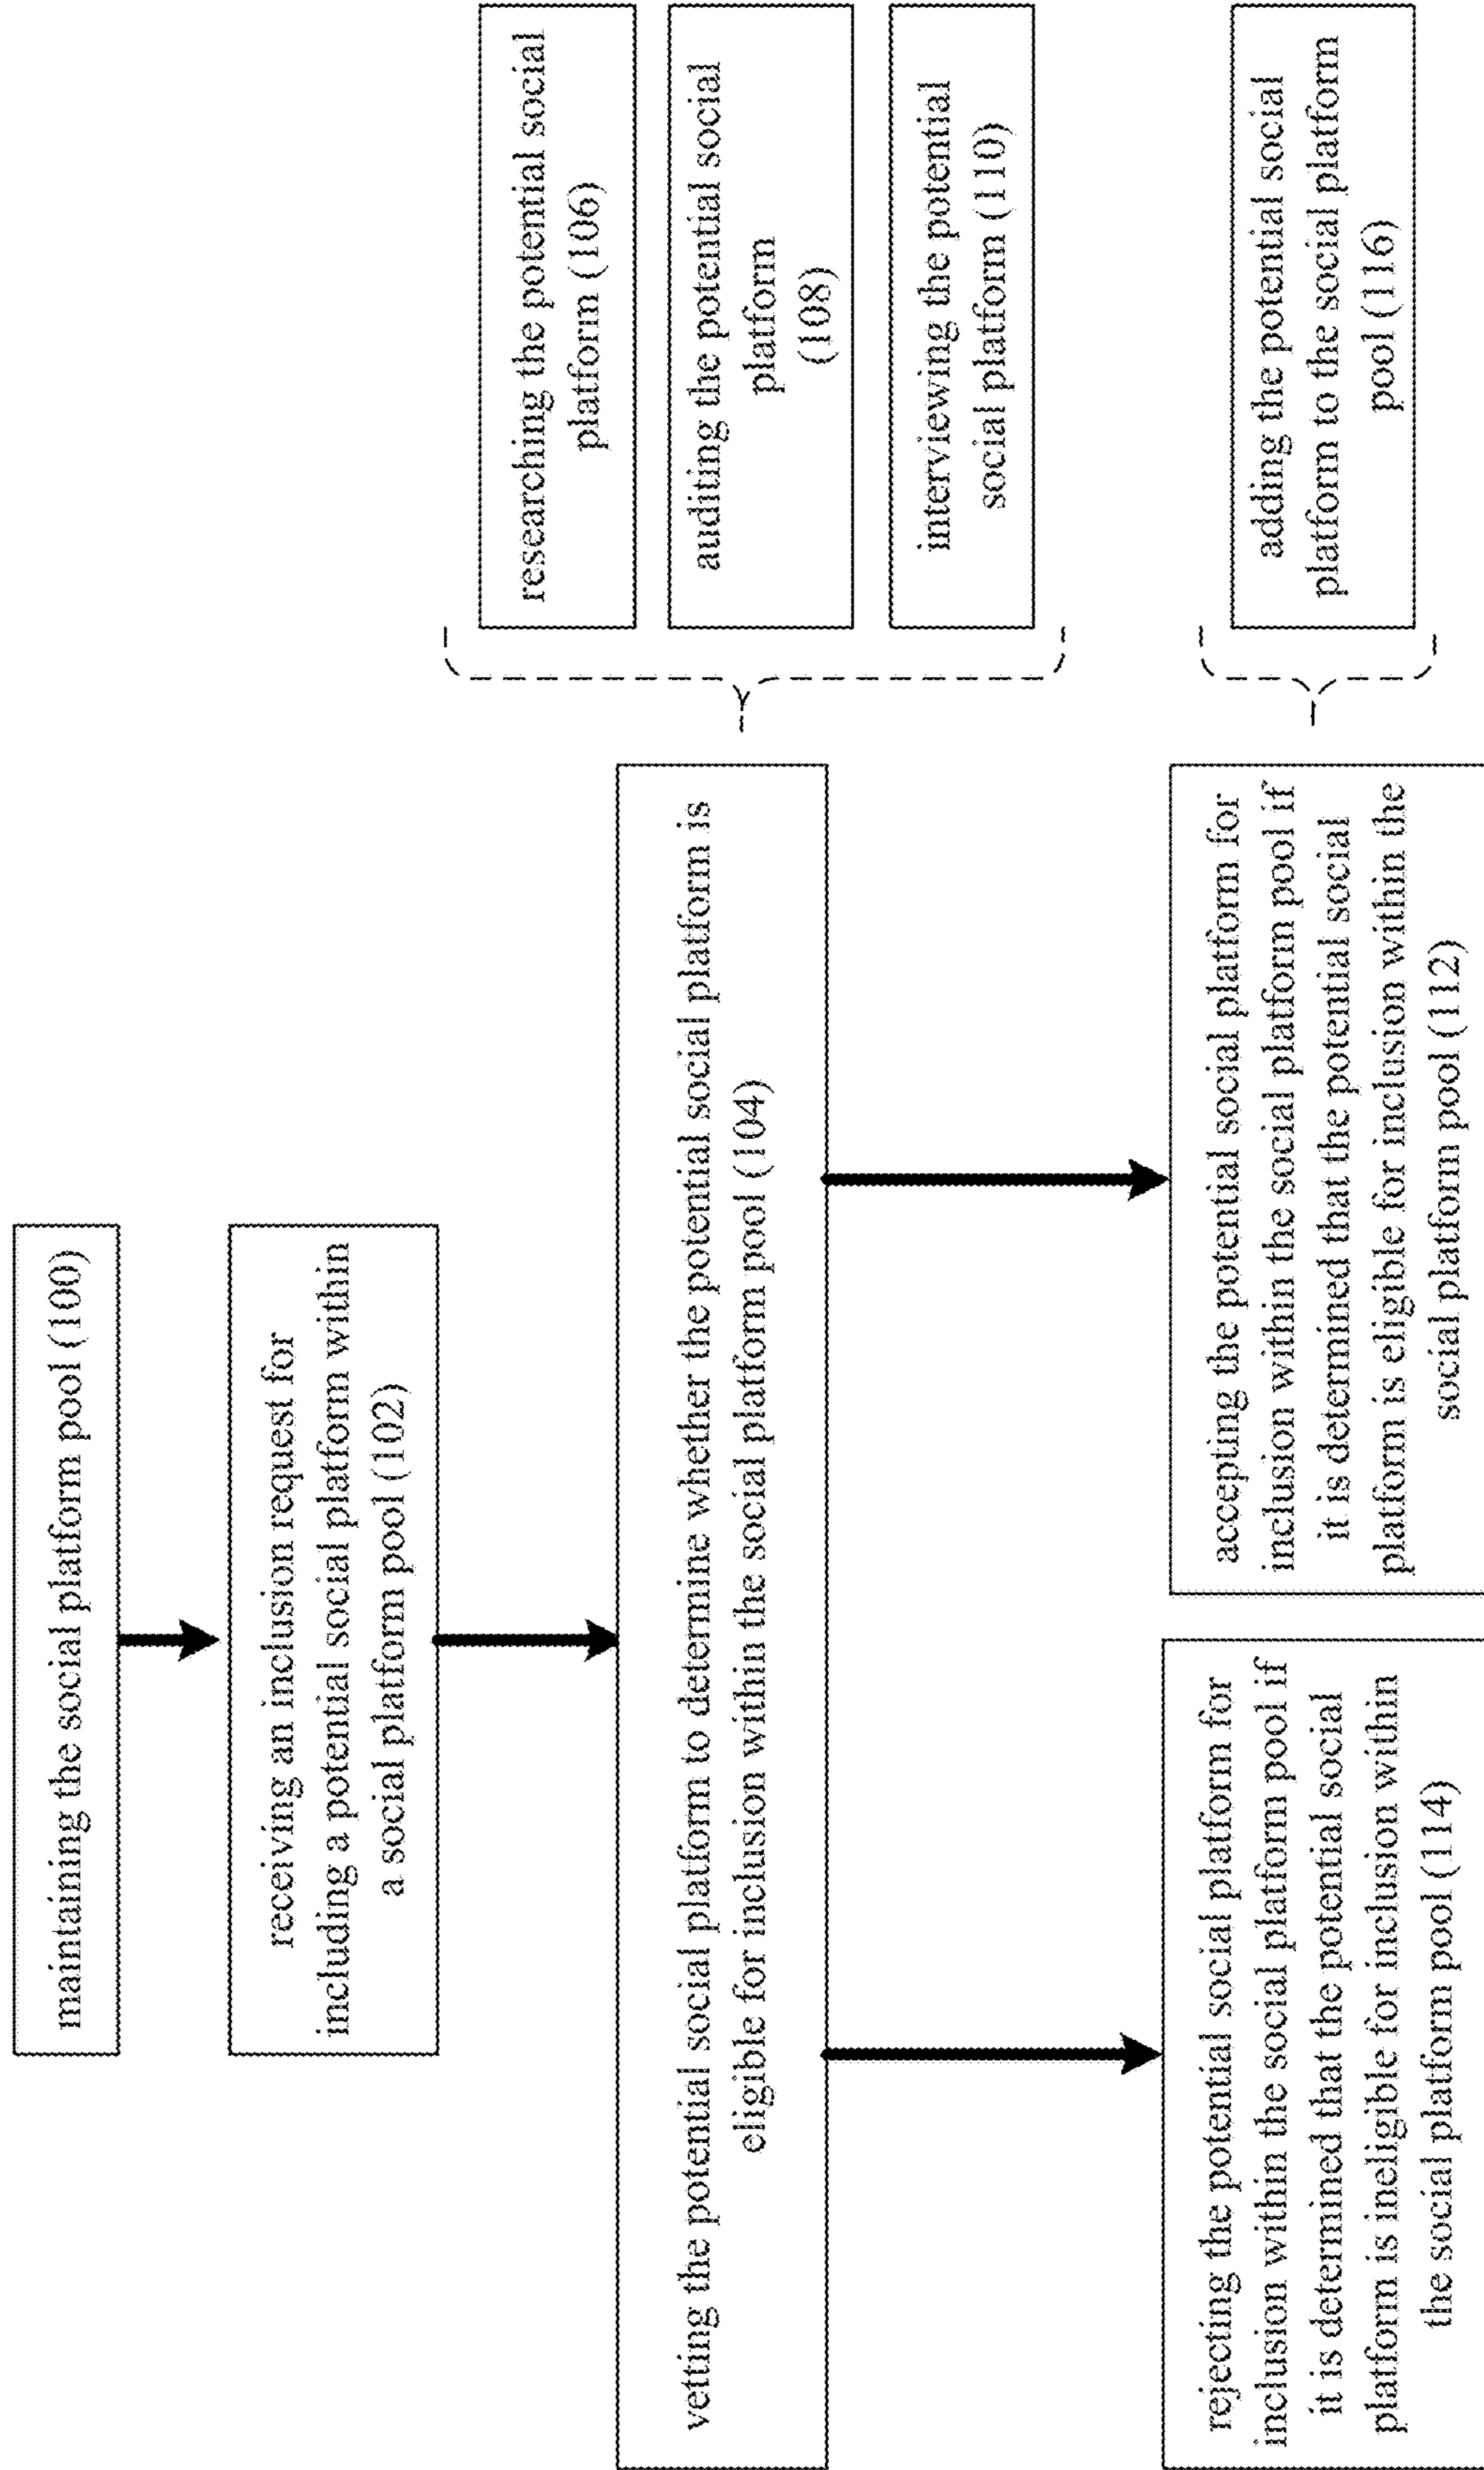 maintaining the social platform pool (100)
receiving an inclusion request for
including a potential social platform within
a social platform pool (102)
vetting the potential social platform to determine whether the potential social platform is
eligible for inclusion within the social platform pool (104)
researching the potential social
platform (106)
auditing the potential social
platform
(108)
interviewing the potential
social platform (110)
rejecting the potential social platform for
inclusion within the social platform pool if
it is determined that the potential social
platform is ineligible for inclusion within
the social platform pool (114)
accepting the potential social platform for
inclusion within the social platform pool if
it is determined that the potential social
platform is eligible for inclusion within the
social platform pool (112)
adding the potential social
platform to the social platform
pool (116)